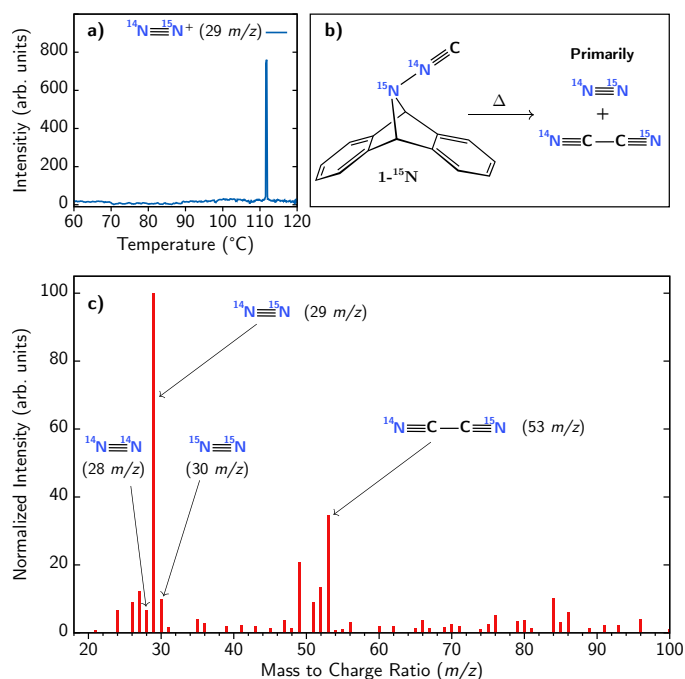 a)
¹⁴N≡¹⁵N⁺ (29 m/z)
Intensitiy (arb. units)
800
600
400
200
0
60 70 80 90 100 110 120
Temperature (°C)
b)
C
¹⁴N
¹⁵N
1-¹⁵N
Δ
Primarily
¹⁴N≡¹⁵N
+
¹⁴N≡C–C≡¹⁵N
c)
Normalized Intensity (arb. units)
100
80
60
40
20
0
¹⁴N≡¹⁵N (29 m/z)
¹⁴N≡¹⁴N
(28 m/z)
¹⁵N≡¹⁵N
(30 m/z)
¹⁴N≡C–C≡¹⁵N (53 m/z)
20 30 40 50 60 70 80 90 100
Mass to Charge Ratio (m/z)